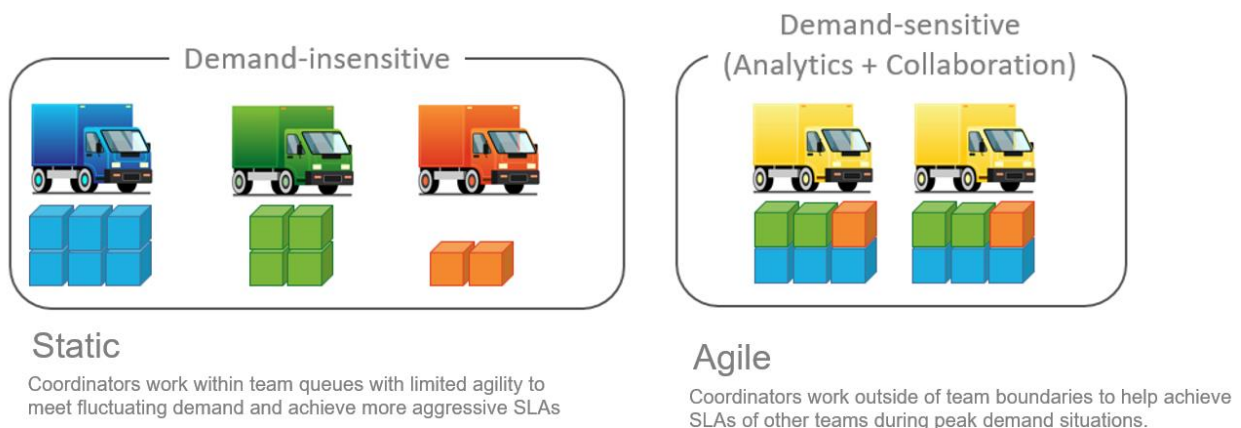 Demand-insensitive
Static
Coordinators work within team queues with limited agility to
meet fluctuating demand and achieve more aggressive SLAs
Demand-sensitive
(Analytics + Collaboration)
Agile
Coordinators work outside of team boundaries to help achieve
SLAs of other teams during peak demand situations.